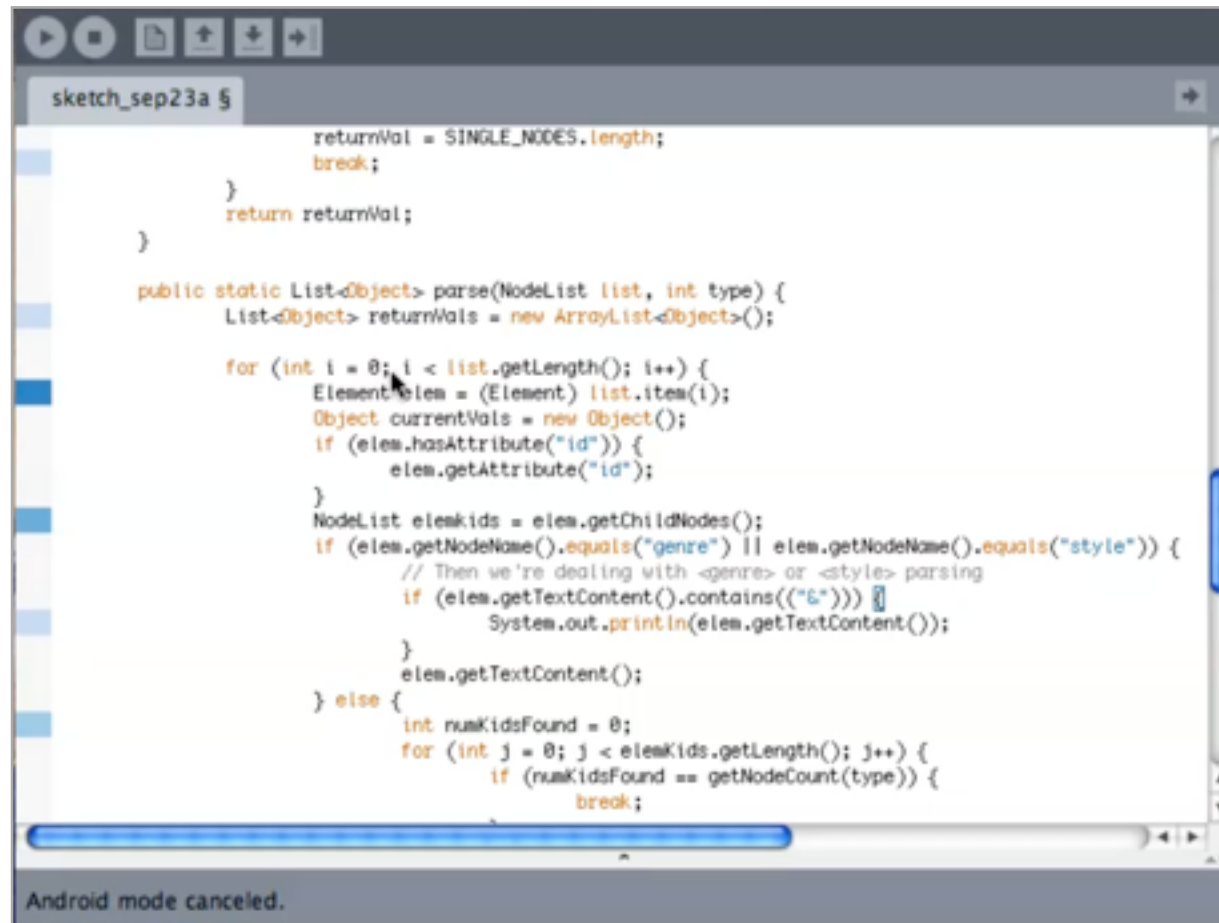 sketch_sep23a §
returnVal = SINGLE_NODES.length;
break;
}
return returnVal;
}
public static List<Object> parse(NodeList list, int type) {
List<Object> returnVals = new ArrayList<Object>();
for (int i = 0; i < list.getLength(); i++) {
Element elem = (Element) list.item(i);
Object currentVals = new Object();
if (elem.hasAttribute("id")) {
elem.getAttribute("id");
}
NodeList elemkids = elem.getChildNodes();
if (elem.getNodeName().equals("genre") || elem.getNodeName().equals("style")) {
// Then we're dealing with <genre> or <style> parsing
if (elem.getTextContent().contains(("&"))) {
System.out.println(elem.getTextContent());
}
elem.getTextContent();
} else {
int numKidsFound = 0;
for (int j = 0; j < elemKids.getLength(); j++) {
if (numKidsFound == getNodeCount(type)) {
break;
Android mode canceled.